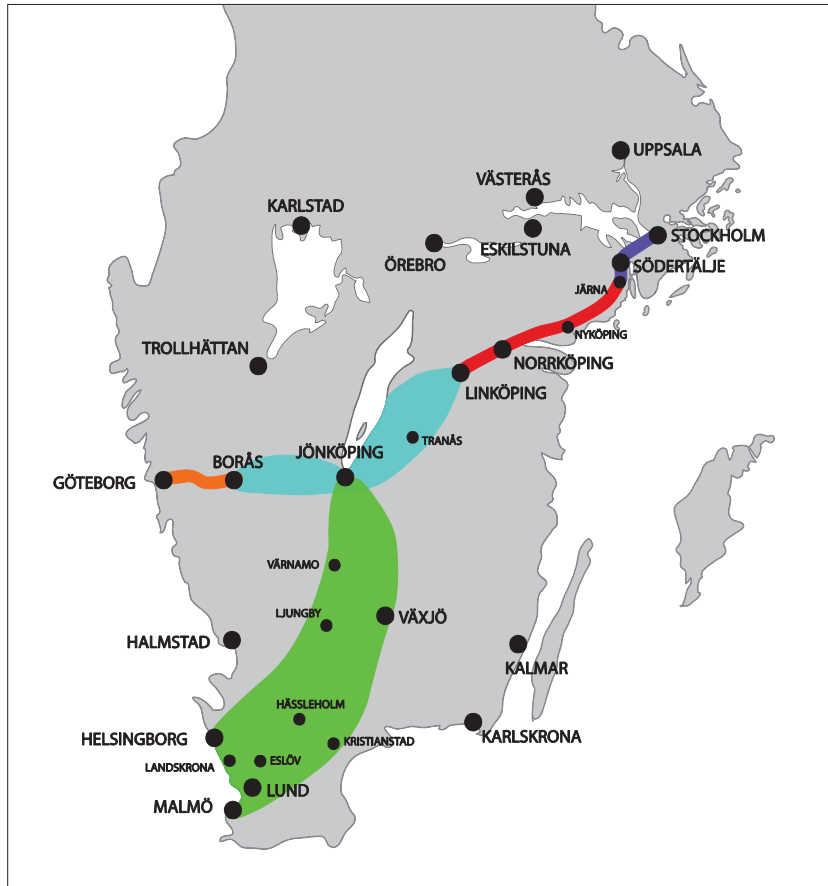 UPPSALA
VÄSTERÅS
KARLSTAD
STOCKHOLM
ESKILSTUNA
ÖREBRO
SÖDERTÄLJE
JÄRNA
NYKÖPING
TROLLHÄTTAN
NORRKÖPING
LINKÖPING
TRANÅS
JÖNKÖPING
BORÅS
GÖTEBORG
VÄRNAMO
LJUNGBY
VÄXJÖ
HALMSTAD
KALMAR
HÄSSLEHOLM
HELSINGBORG
KRISTIANSTAD
KARLSKRONA
LANDSKRONA
ESLÖV
LUND
MALMÖ